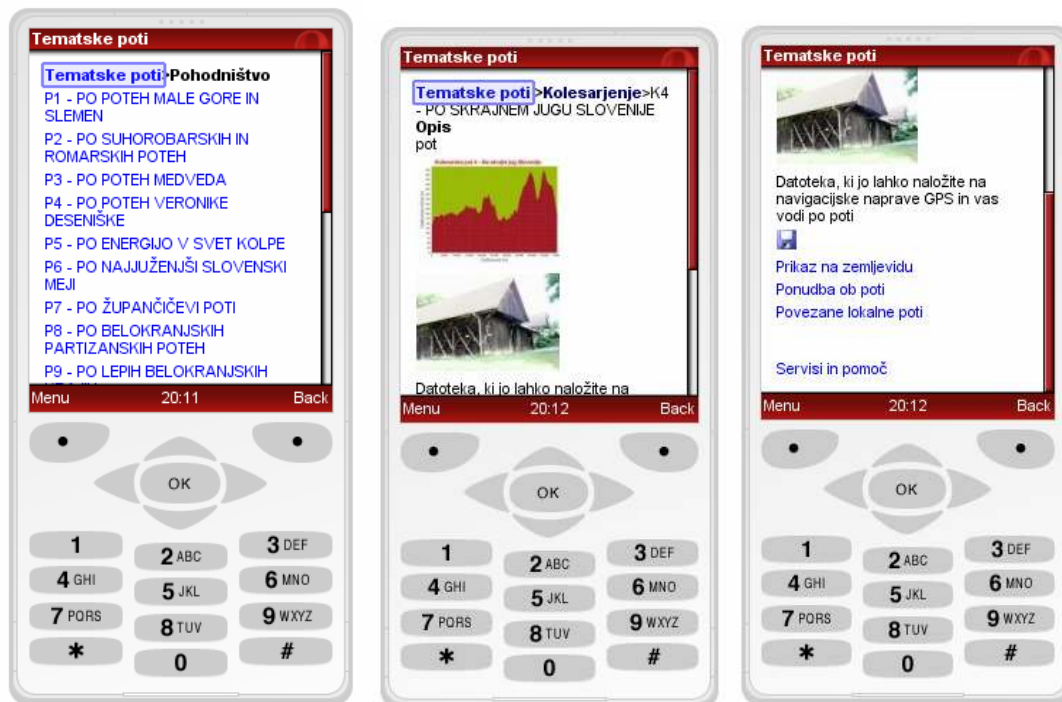 Tematske poti
Tematske poti>Pohodništvo
P1 - PO POTEH MALE GORE IN
SLEMEN
P2 - PO SUHOROBARSKIH IN
ROMARSKIH POTEH
P3 - PO POTEH MEDVEDA
P4 - PO POTEH VERONIKE
DESENIŠKE
P5 - PO ENERGIJO V SVET KOLPE
P6 - PO NAJJUŽENJŠI SLOVENSKI
MEJI
P7 - PO ŽUPANČIČEVI POTI
P8 - PO BELOKRANJSKIH
PARTIZANSKIH POTEH
P9 - PO LEPIH BELOKRANJSKIH
Menu 20:11 Back
OK
1 2 ABC 3 DEF
4 GHI 5 JKL 6 MNO
7 PQRS 8 TUV 9 WXYZ
* 0 #
Tematske poti
Tematske poti>Kolesarjenje>K4
- PO SKRAJNEM JUGU SLOVENIJE
Opis
pot
Datoteka, ki jo lahko naložite na
Menu 20:12 Back
OK
1 2 ABC 3 DEF
4 GHI 5 JKL 6 MNO
7 PQRS 8 TUV 9 WXYZ
* 0 #
Tematske poti
Datoteka, ki jo lahko naložite na
navigacijske naprave GPS in vas
vodi po poti
Prikaz na zemljevidu
Ponudba ob poti
Povezane lokalne poti
Servisi in pomoč
Menu 20:12 Back
OK
1 2 ABC 3 DEF
4 GHI 5 JKL 6 MNO
7 PQRS 8 TUV 9 WXYZ
* 0 #